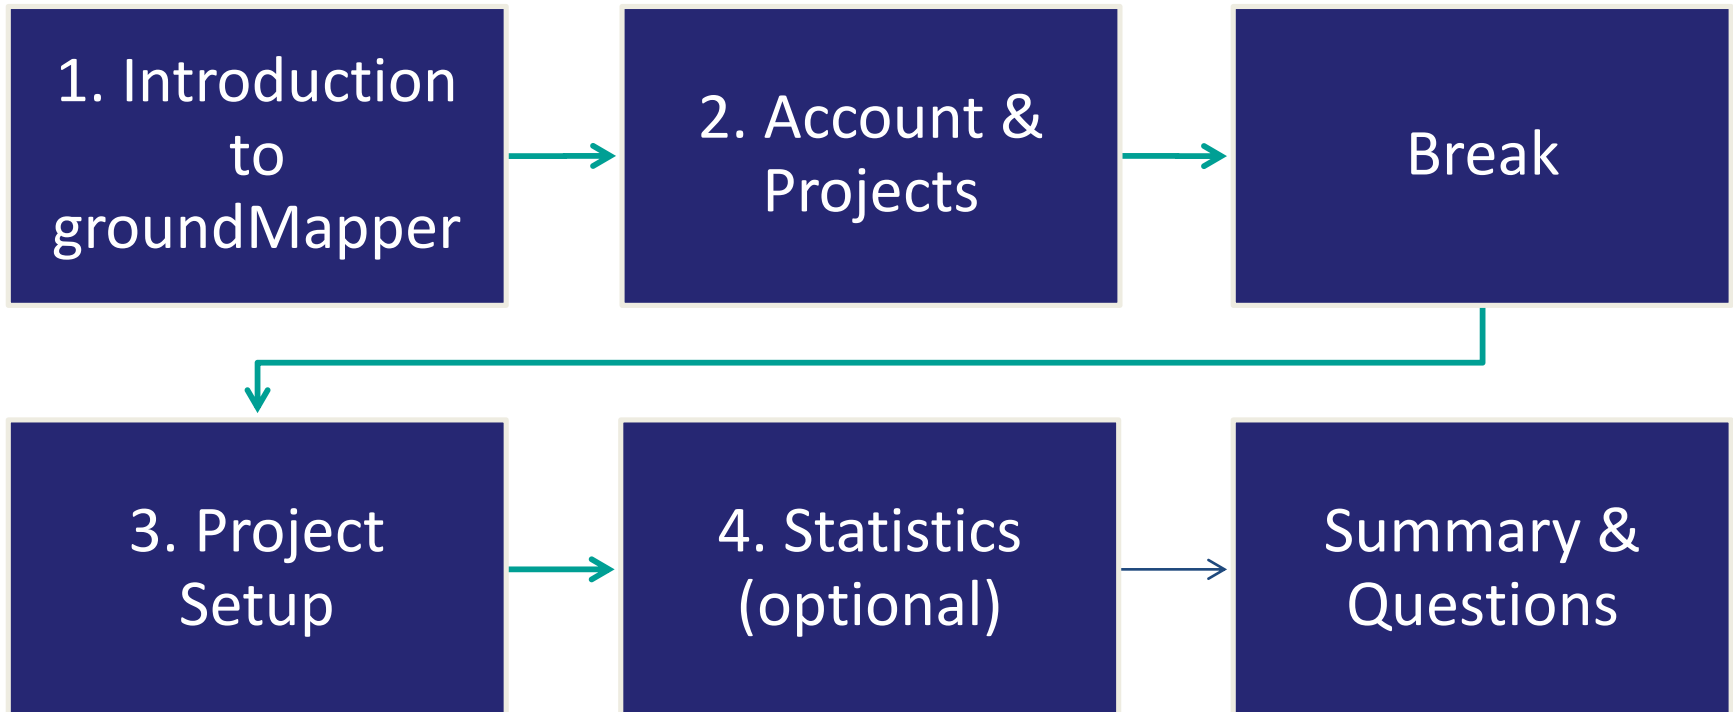 1. Introduction
to
groundMapper
2. Account &
Projects
Break
3. Project
Setup
4. Statistics
(optional)
Summary &
Questions